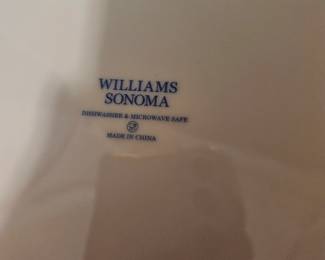 WILLIAMS
SONOMA
DISHWASHER & MICROWAVE SAFE
MADE IN CHINA